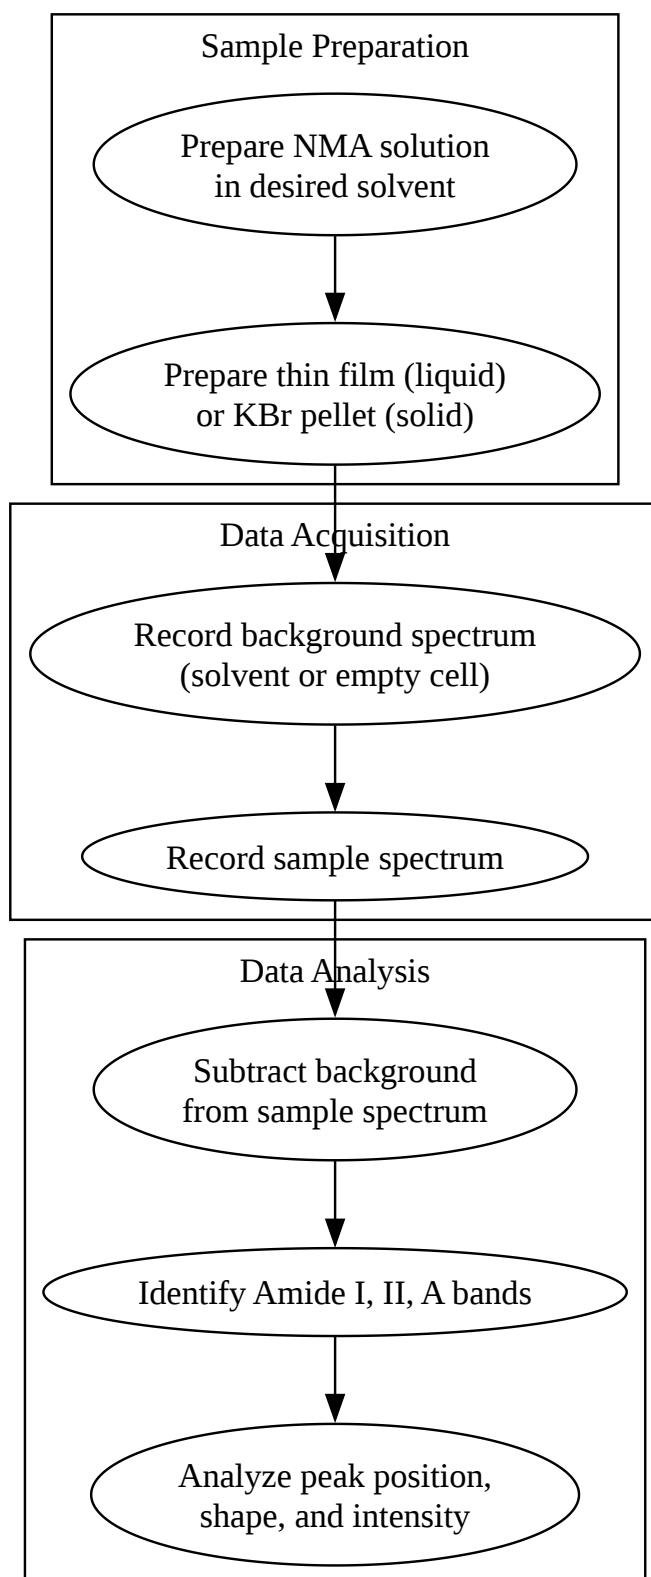 Sample Preparation
Prepare NMA solution
in desired solvent
Prepare thin film (liquid)
or KBr pellet (solid)
Data Acquisition
Record background spectrum
(solvent or empty cell)
Record sample spectrum
Data Analysis
Subtract background
from sample spectrum
Identify Amide I, II, A bands
Analyze peak position,
shape, and intensity